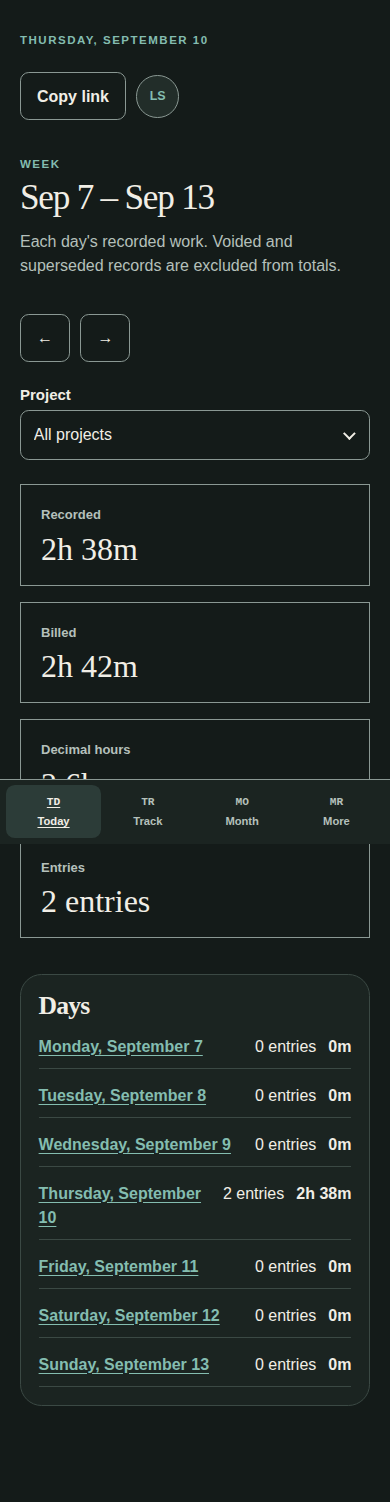 THURSDAY, SEPTEMBER 10
Copy link
LS
WEEK
Sep 7 – Sep 13
Each day's recorded work. Voided and
superseded records are excluded from totals.
←
→
Project
All projects
Recorded
2h 38m
Billed
2h 42m
Decimal hours
TD
Today
TR
Track
MO
Month
MR
More
Entries
2 entries
Days
Monday, September 7 0 entries 0m
Tuesday, September 8 0 entries 0m
Wednesday, September 9 0 entries 0m
Thursday, September 2 entries 2h 38m
10
Friday, September 11 0 entries 0m
Saturday, September 12 0 entries 0m
Sunday, September 13 0 entries 0m